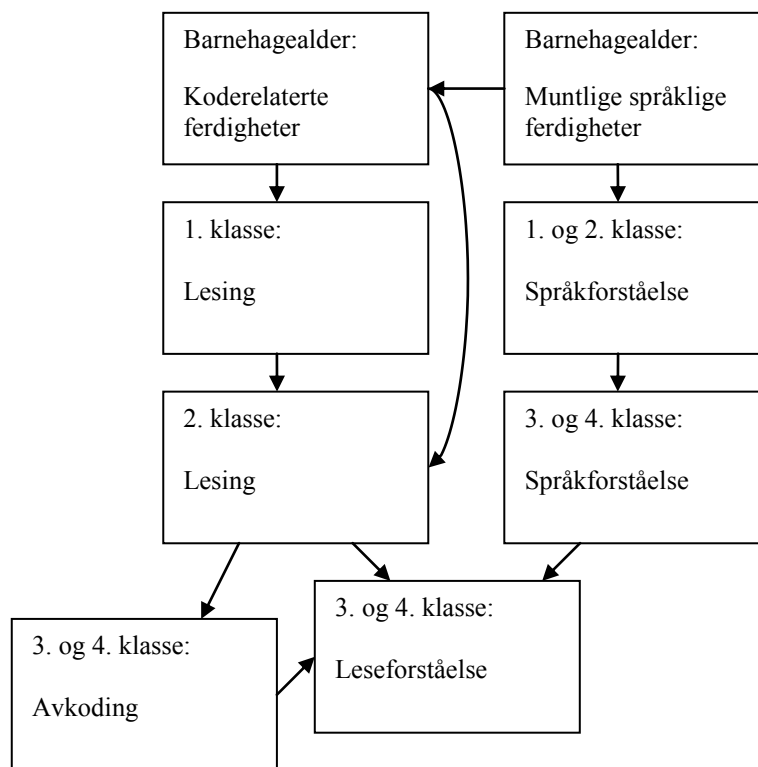 Barnehagealder:
Koderelaterte
ferdigheter
Barnehagealder:
Muntlige språklige
ferdigheter
1. klasse:
Lesing
1. og 2. klasse:
Språkforståelse
2. klasse:
Lesing
3. og 4. klasse:
Språkforståelse
3. og 4. klasse:
Avkoding
3. og 4. klasse:
Leseforståelse